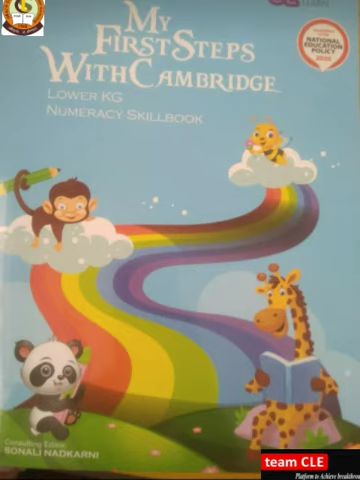 LEARN
MY
FIRST STEPS
WITH CAMBRIDGE
LOWER KG
NUMERACY SKILLBOOK
NATIONAL
EDUCATION
POLICY
2020
Consulting Editor
SONALI NADKARNI
team CLE
Platform to Achieve